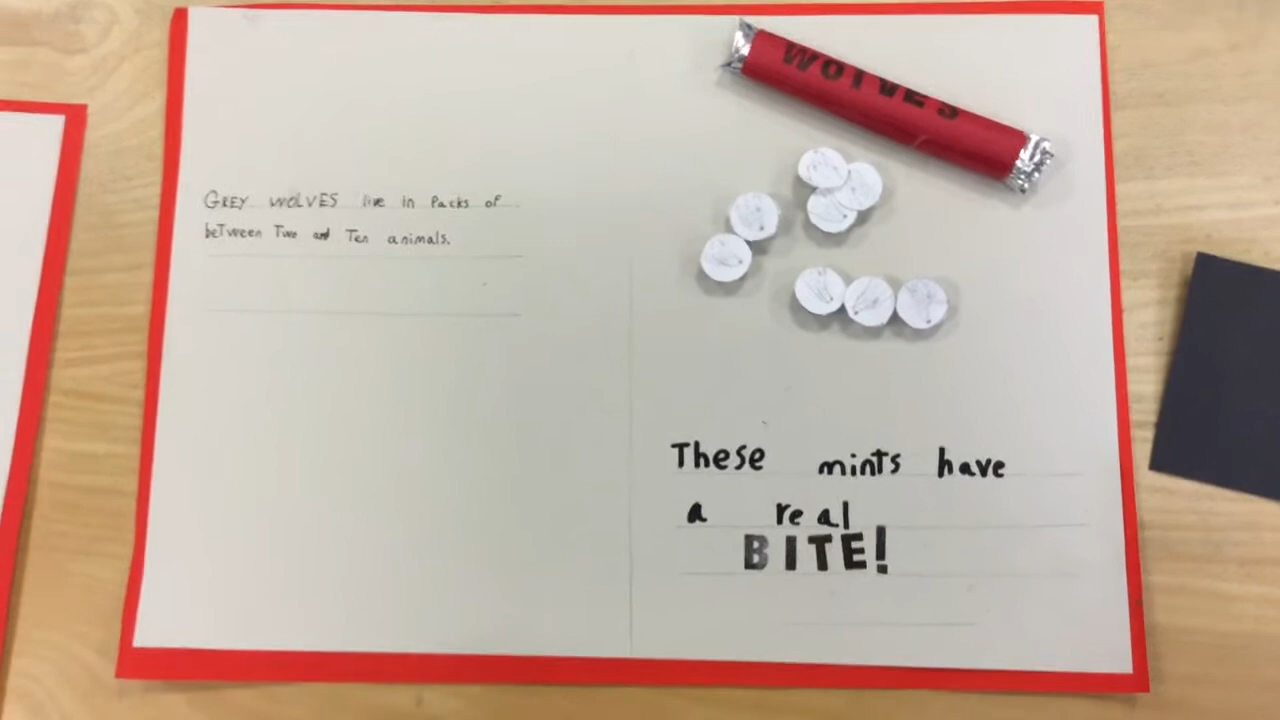 GREY WOLVES live in Packs of
beTween Two and Ten animals.
WOLVES
These mints have
a real
BITE!